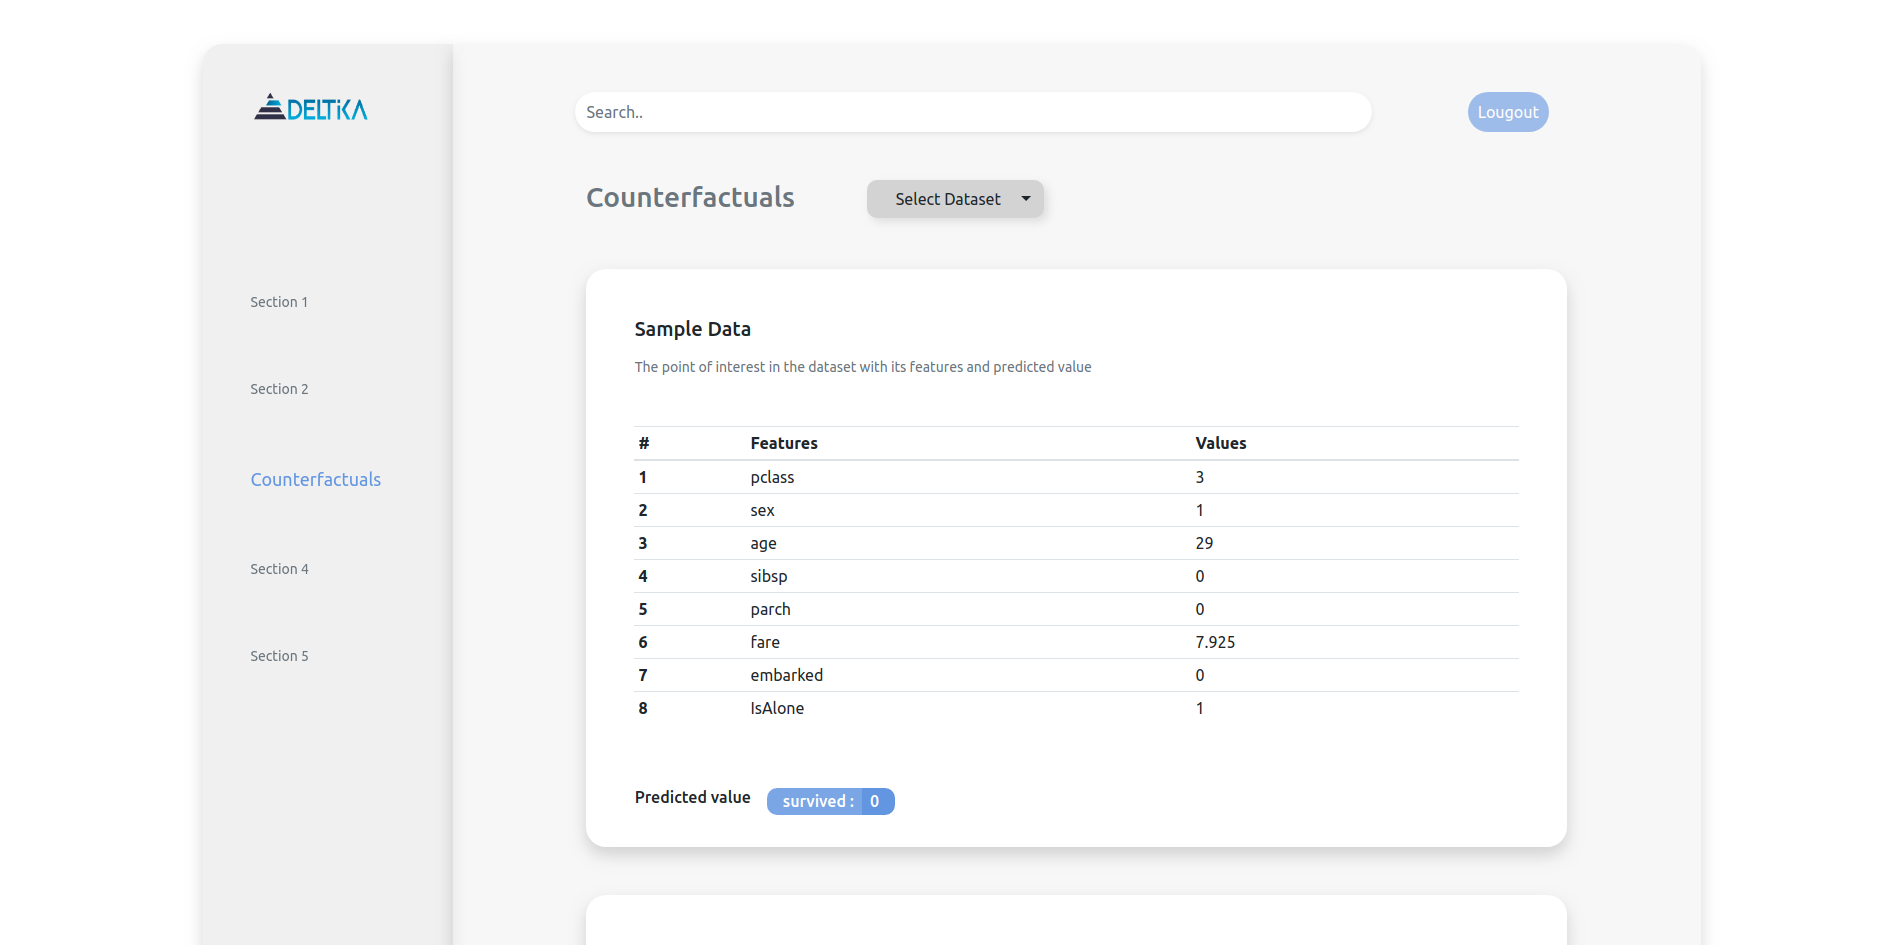 DELTiKA
Search..
Lougout
Counterfactuals
Select Dataset
Section 1
Section 2
Counterfactuals
Section 4
Section 5
Sample Data
The point of interest in the dataset with its features and predicted value
# Features Values
1 pclass 3
2 sex 1
3 age 29
4 sibsp 0
5 parch 0
6 fare 7.925
7 embarked 0
8 IsAlone 1
Predicted value survived : 0